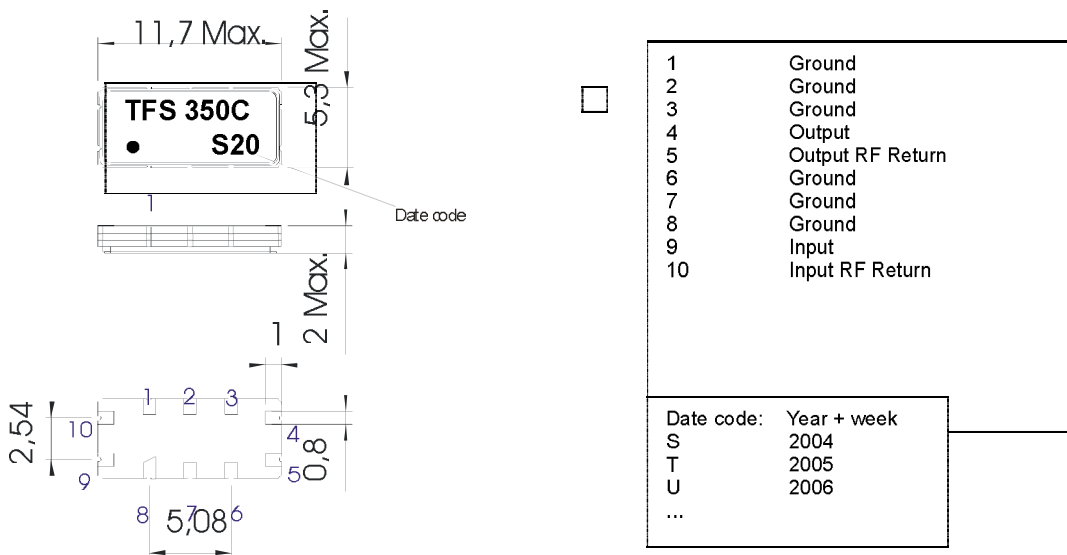 11,7 Max.
5,3 Max.
TFS 350C
S20
1
Date code
2 Max.
1
1 2 3
2,54
10
4
0,8
9
5
8 7 6
5,08
1 Ground
2 Ground
3 Ground
4 Output
5 Output RF Return
6 Ground
7 Ground
8 Ground
9 Input
10 Input RF Return
Date code: Year + week
S 2004
T 2005
U 2006
...